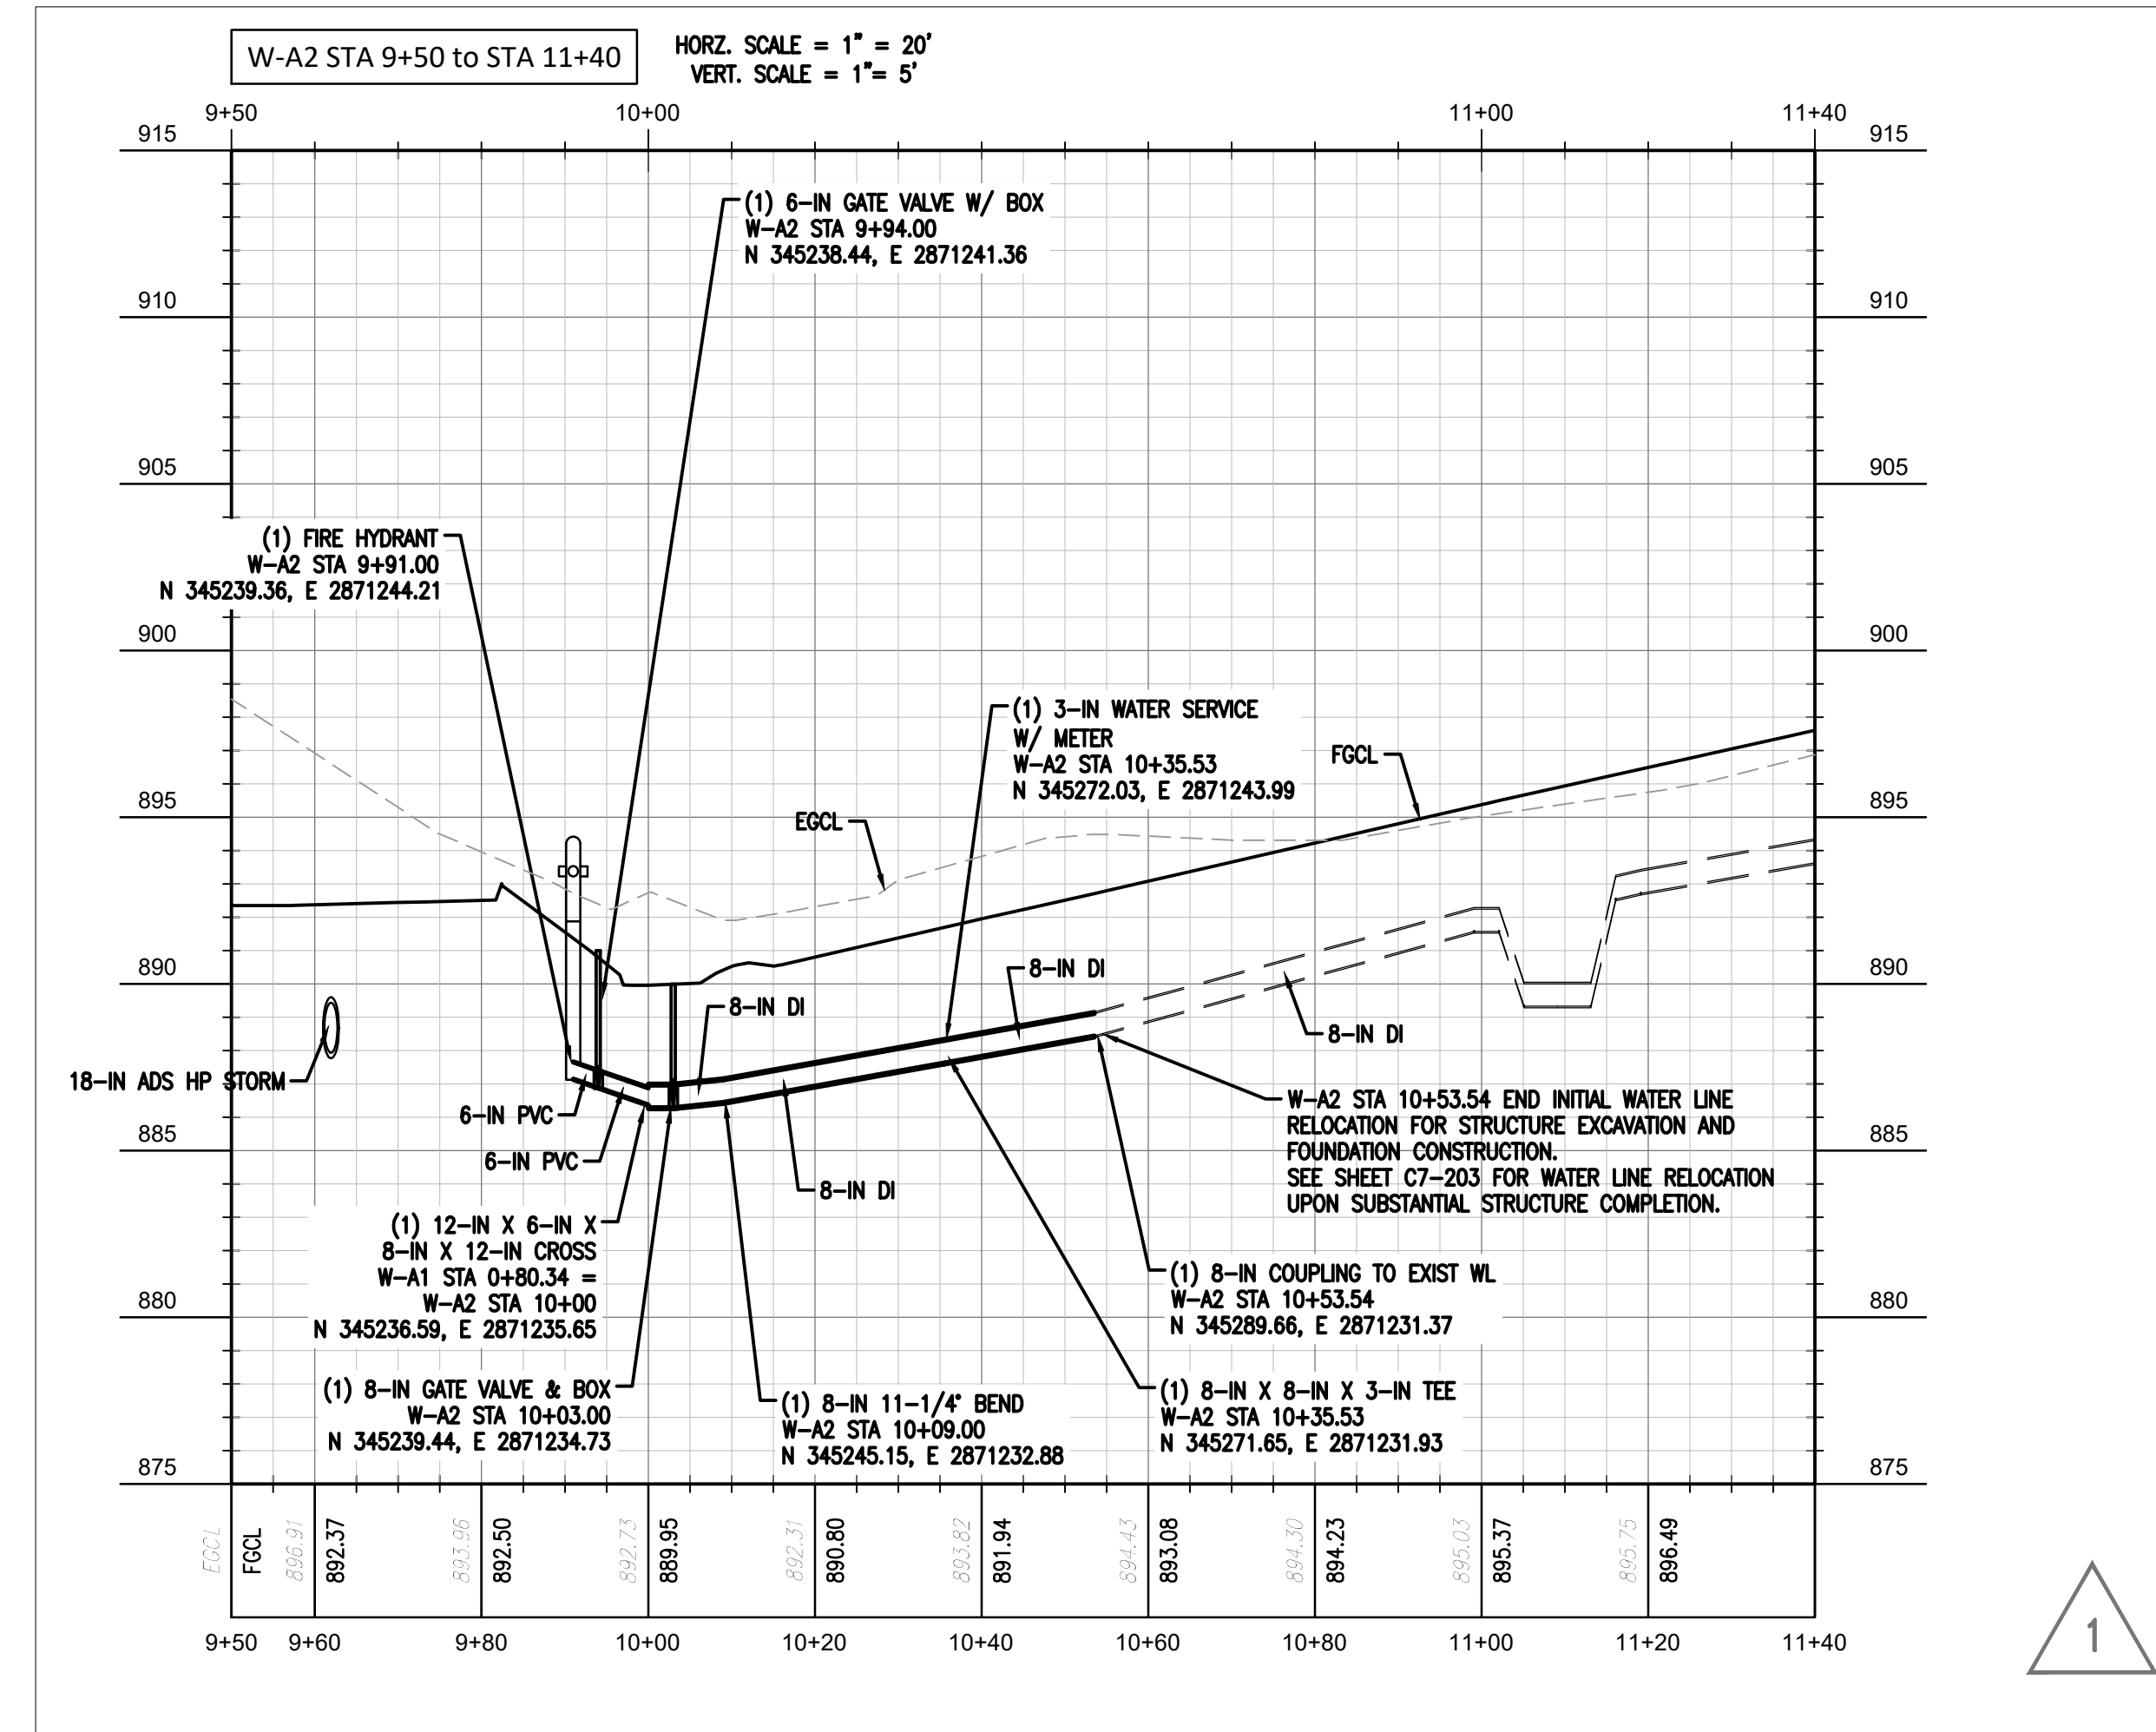 W-A2 STA 9+50 to STA 11+40
HORZ. SCALE = 1" = 20'
VERT. SCALE = 1"= 5'
9+50 10+00 11+00 11+40
915 915
(1) 6-IN GATE VALVE W/ BOX
W-A2 STA 9+94.00
N 345238.44, E 2871241.36
910 910
905 905
(1) FIRE HYDRANT
W-A2 STA 9+91.00
N 345239.36, E 2871244.21
900 900
(1) 3-IN WATER SERVICE
W/ METER
W-A2 STA 10+35.53
N 345272.03, E 2871243.99
FGCL
EGCL
895 895
890 890
8-IN DI
8-IN DI
8-IN DI
18-IN ADS HP STORM
6-IN PVC
6-IN PVC
8-IN DI
885 885
W-A2 STA 10+53.54 END INITIAL WATER LINE
RELOCATION FOR STRUCTURE EXCAVATION AND
FOUNDATION CONSTRUCTION.
SEE SHEET C7-203 FOR WATER LINE RELOCATION
UPON SUBSTANTIAL STRUCTURE COMPLETION.
(1) 12-IN X 6-IN X
8-IN X 12-IN CROSS
W-A1 STA 0+80.34 =
W-A2 STA 10+00
N 345236.59, E 2871235.65
(1) 8-IN COUPLING TO EXIST WL
W-A2 STA 10+53.54
N 345289.66, E 2871231.37
880 880
(1) 8-IN GATE VALVE & BOX
W-A2 STA 10+03.00
N 345239.44, E 2871234.73
(1) 8-IN 11-1/4° BEND
W-A2 STA 10+09.00
N 345245.15, E 2871232.88
(1) 8-IN X 8-IN X 3-IN TEE
W-A2 STA 10+35.53
N 345271.65, E 2871231.93
875 875
EGCL 896.91 893.96 892.73 892.31 893.82 894.43 894.30 895.03 895.75
FGCL 892.37 892.50 889.95 890.80 891.94 893.08 894.23 895.37 896.49
9+50 9+60 9+80 10+00 10+20 10+40 10+60 10+80 11+00 11+20 11+40
1